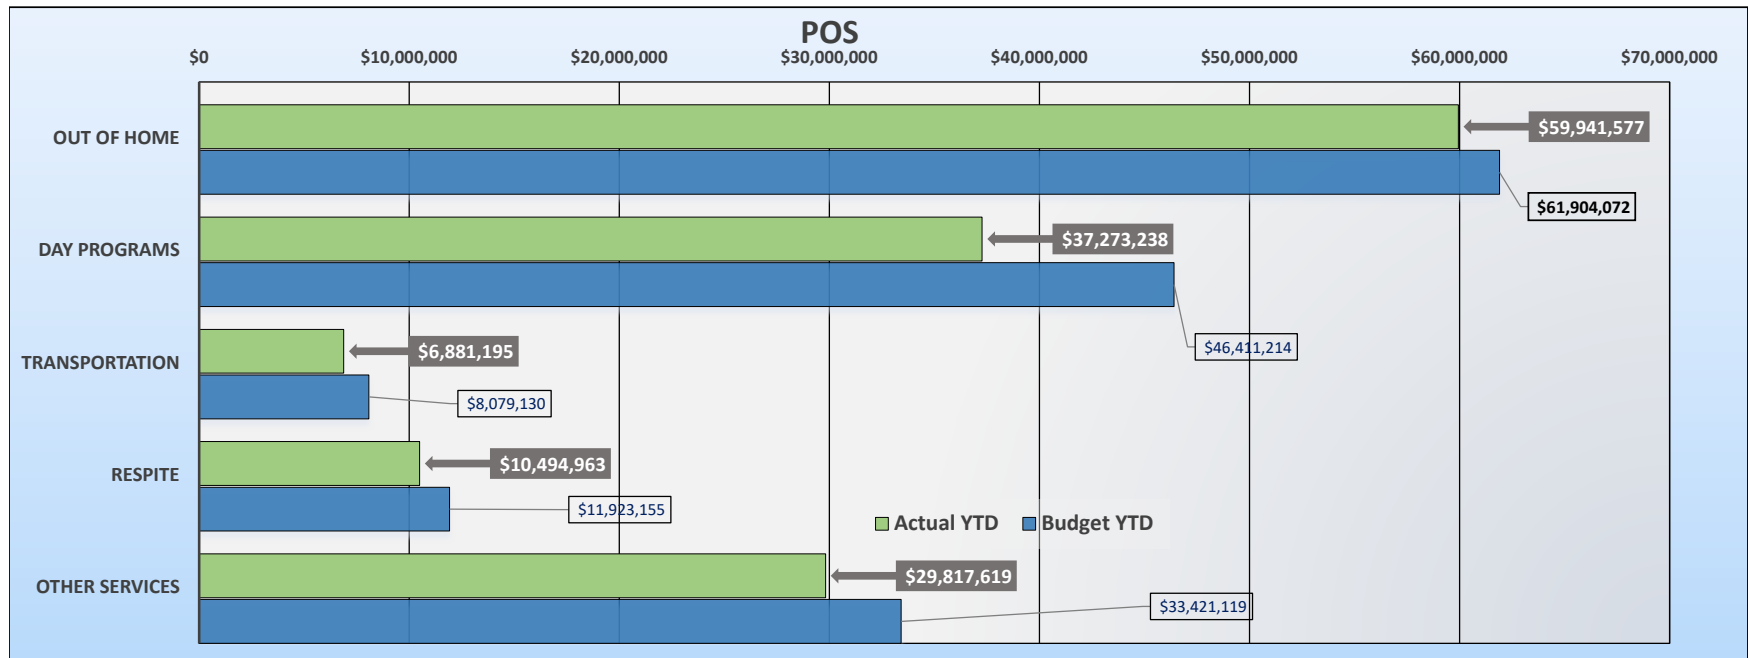 POS
$0 $10,000,000 $20,000,000 $30,000,000 $40,000,000 $50,000,000 $60,000,000 $70,000,000
OUT OF HOME
$59,941,577
$61,904,072
DAY PROGRAMS
$37,273,238
$46,411,214
TRANSPORTATION
$6,881,195
$8,079,130
RESPITE
$10,494,963
$11,923,155
Actual YTD Budget YTD
OTHER SERVICES
$29,817,619
$33,421,119